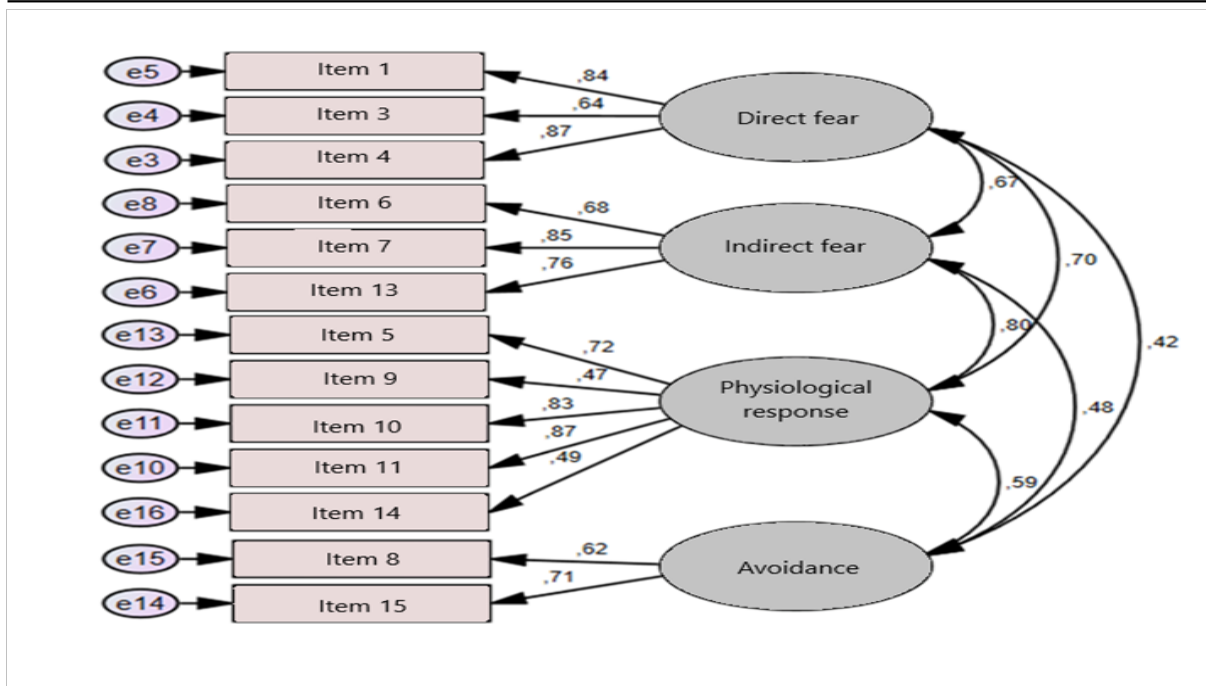 e5 Item 1 ,84 Direct fear
e4 Item 3 ,64
e3 Item 4 ,87
e8 Item 6 ,68 ,67
e7 Item 7 ,85 Indirect fear ,70
e6 Item 13 ,76
e13 Item 5 ,72 ,80 ,42
e12 Item 9 ,47 Physiological
response ,48
e11 Item 10 ,83
e10 Item 11 ,87
e16 Item 14 ,49 ,59
e15 Item 8 ,62 Avoidance
e14 Item 15 ,71